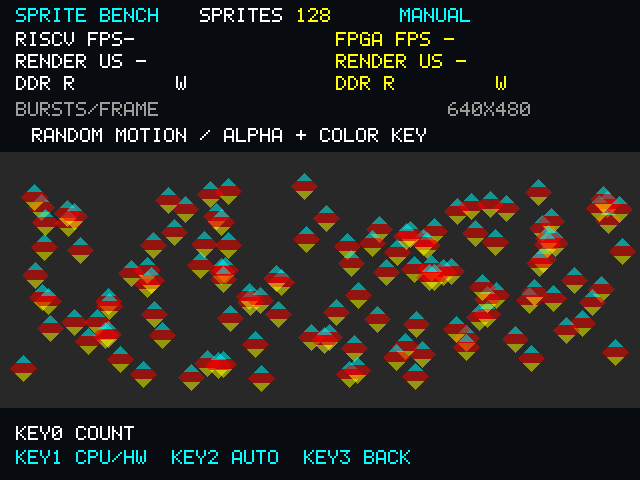 SPRITE BENCH SPRITES 128 MANUAL
RISCV FPS- FPGA FPS -
RENDER US - RENDER US -
DDR R W DDR R W
BURSTS/FRAME 640X480
RANDOM MOTION / ALPHA + COLOR KEY
KEY0 COUNT
KEY1 CPU/HW KEY2 AUTO KEY3 BACK